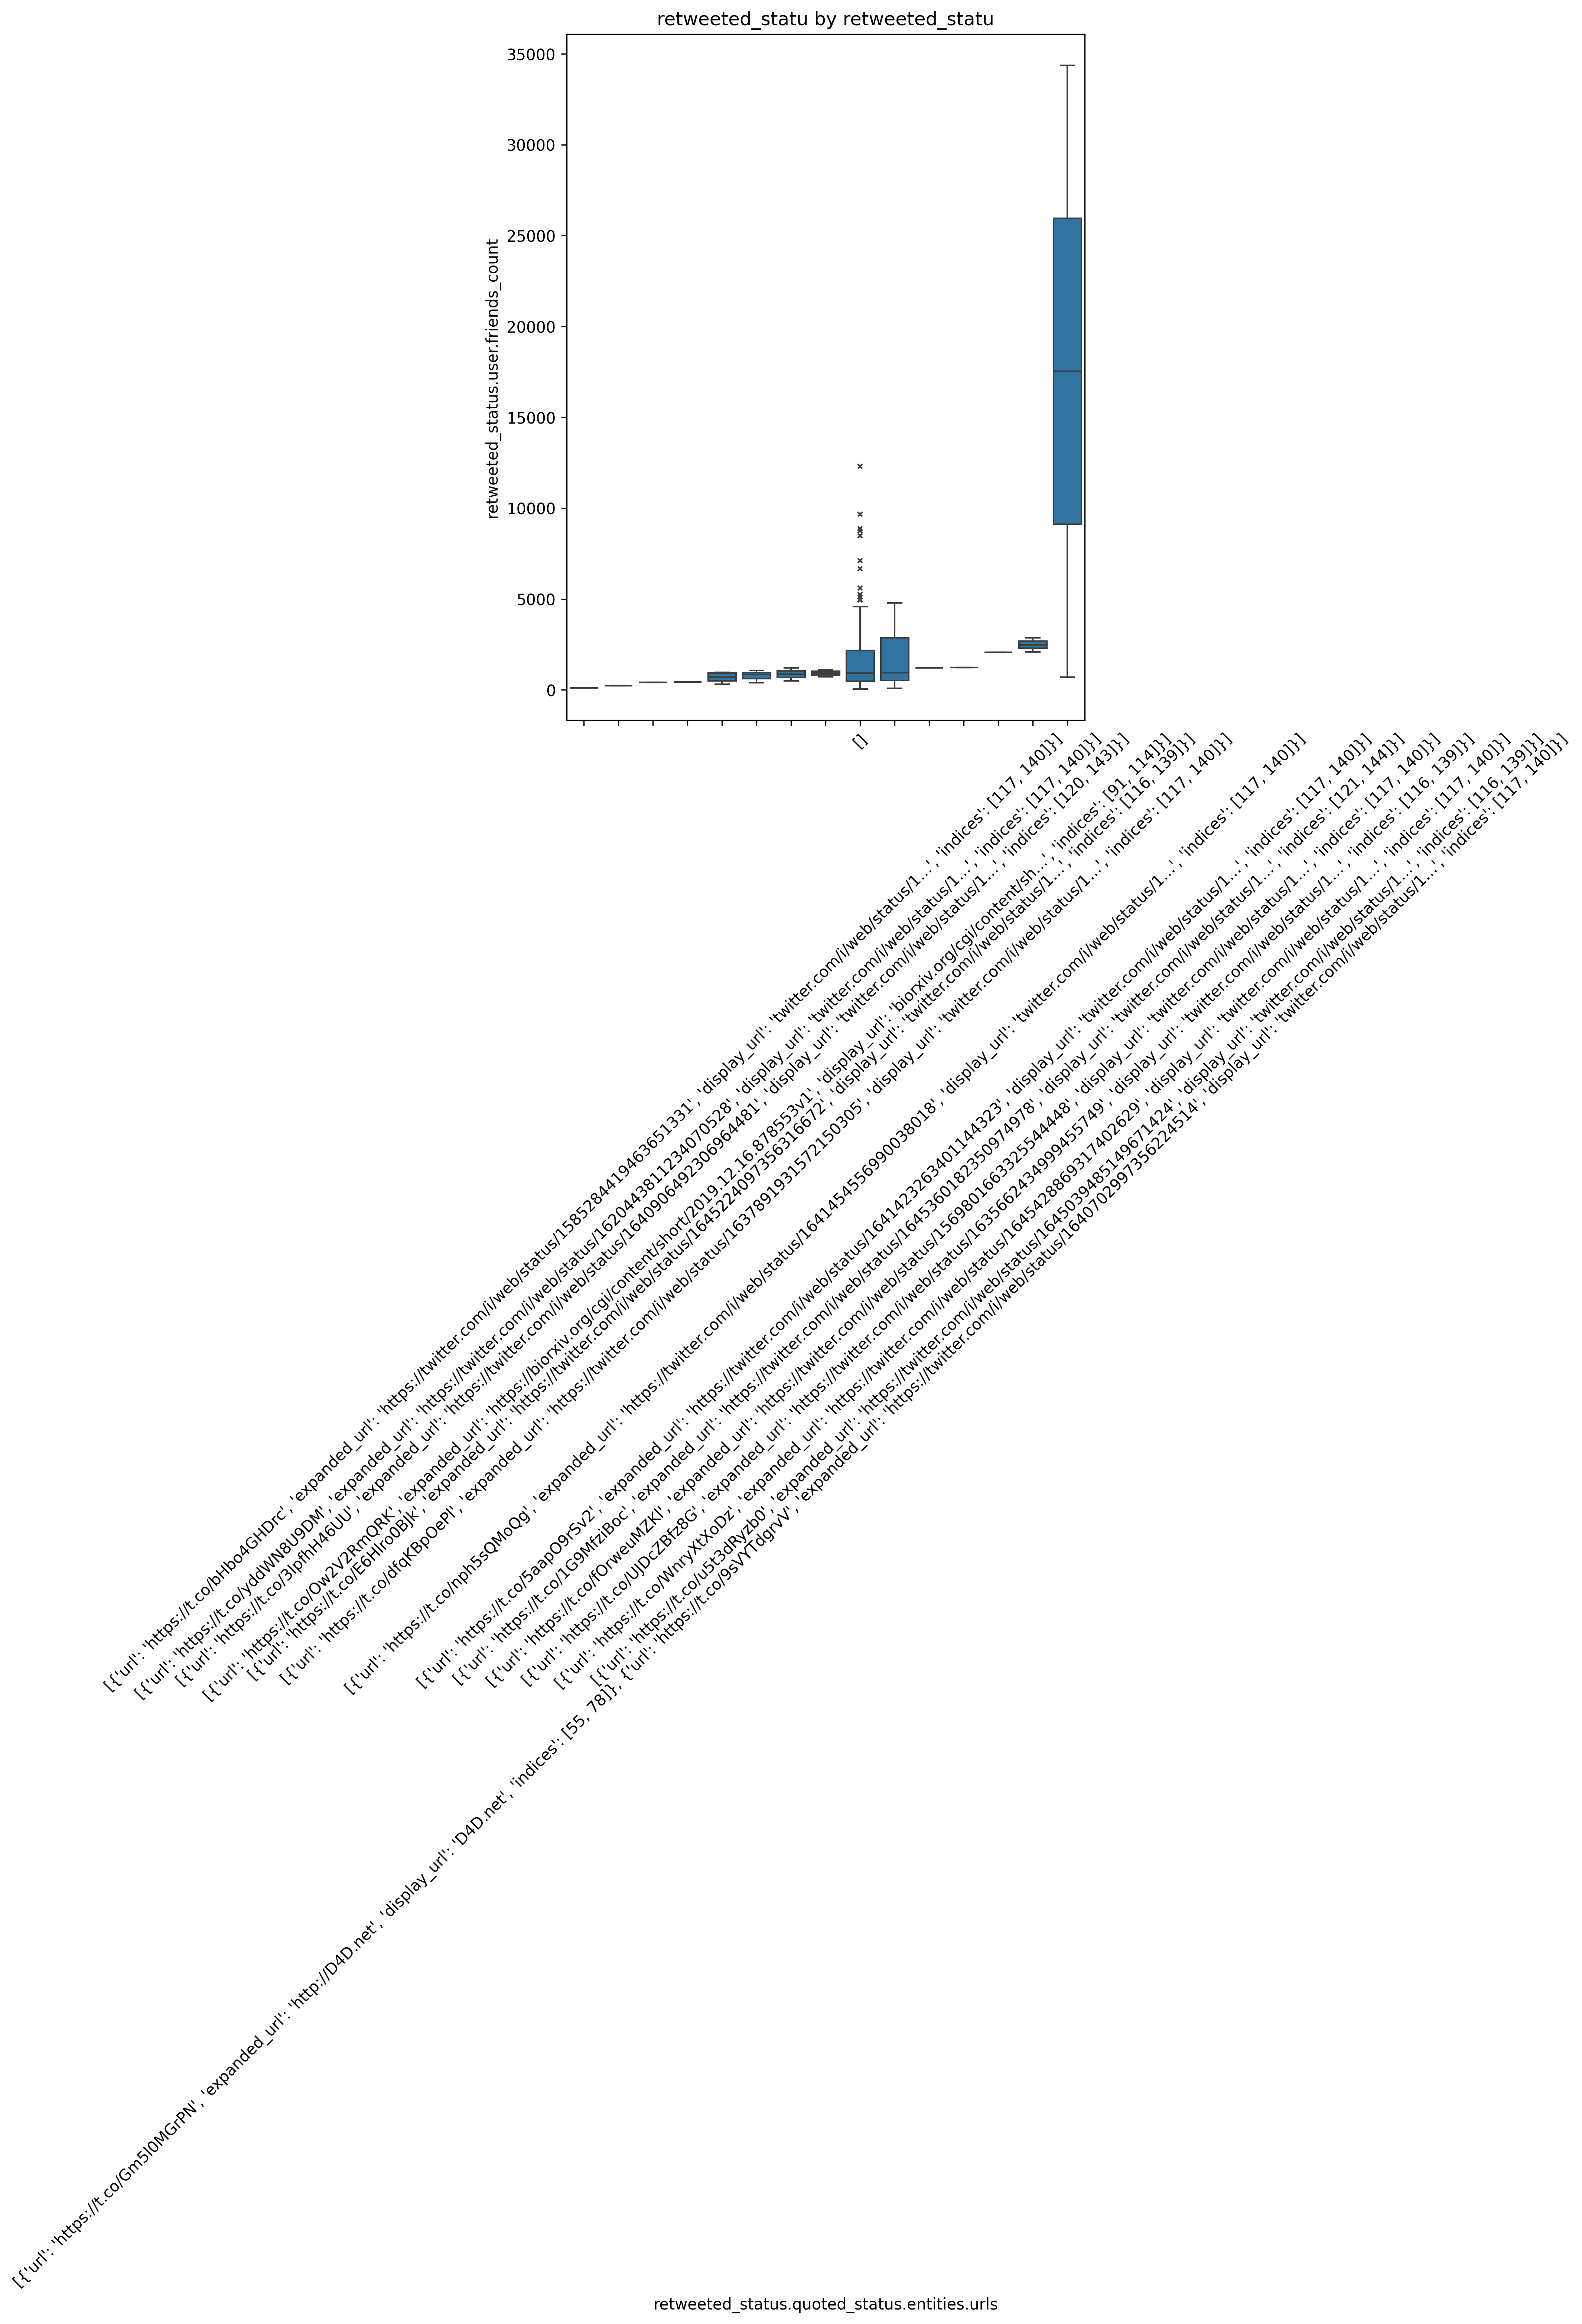 retweeted_statu by retweeted_statu
35000
30000
25000
20000
15000
10000
5000
0
retweeted_status.user.friends_count
[{'url': 'https://t.co/bHbo4GHDrc', 'expanded_url': 'https://twitter.com/i/web/status/1585284419463651331', 'display_url': 'twitter.com/i/web/status/1…', 'indices': [117, 140]}]
[{'url': 'https://t.co/yddWN8U9DM', 'expanded_url': 'https://twitter.com/i/web/status/1620443811234070528', 'display_url': 'twitter.com/i/web/status/1…', 'indices': [117, 140]}]
[{'url': 'https://t.co/3IpfhH46UU', 'expanded_url': 'https://twitter.com/i/web/status/1640906492306964481', 'display_url': 'twitter.com/i/web/status/1…', 'indices': [120, 143]}]
[{'url': 'https://t.co/Ow2V2RmQRK', 'expanded_url': 'https://biorxiv.org/cgi/content/short/2019.12.16.878553v1', 'display_url': 'biorxiv.org/cgi/content/sh…', 'indices': [91, 114]}]
[{'url': 'https://t.co/E6HIro0BJk', 'expanded_url': 'https://twitter.com/i/web/status/1645224097356316672', 'display_url': 'twitter.com/i/web/status/1…', 'indices': [116, 139]}]
[{'url': 'https://t.co/dfqKBpOePl', 'expanded_url': 'https://twitter.com/i/web/status/1637891931572150305', 'display_url': 'twitter.com/i/web/status/1…', 'indices': [117, 140]}]
[{'url': 'https://t.co/Gm5l0MGrPN', 'expanded_url': 'http://D4D.net', 'display_url': 'D4D.net', 'indices': [55, 78]}, {'url': 'https://t.co/9sVYTdgrvV', 'expanded_url': 'https://twitter.com/i/web/status/1640702997356224514', 'display_url': 'twitter.com/i/web/status/1…', 'indices': [117, 140]}]
[{'url': 'https://t.co/nph5sQMoQg', 'expanded_url': 'https://twitter.com/i/web/status/1641454556990038018', 'display_url': 'twitter.com/i/web/status/1…', 'indices': [117, 140]}]
[]
[{'url': 'https://t.co/5aapO9rSv2', 'expanded_url': 'https://twitter.com/i/web/status/1641423263401144323', 'display_url': 'twitter.com/i/web/status/1…', 'indices': [117, 140]}]
[{'url': 'https://t.co/1G9MfziBoc', 'expanded_url': 'https://twitter.com/i/web/status/1645360182350974978', 'display_url': 'twitter.com/i/web/status/1…', 'indices': [121, 144]}]
[{'url': 'https://t.co/fOrweuMZKl', 'expanded_url': 'https://twitter.com/i/web/status/1569801663325544448', 'display_url': 'twitter.com/i/web/status/1…', 'indices': [117, 140]}]
[{'url': 'https://t.co/UJDcZBfz8G', 'expanded_url': 'https://twitter.com/i/web/status/1635662434999455749', 'display_url': 'twitter.com/i/web/status/1…', 'indices': [116, 139]}]
[{'url': 'https://t.co/WnryXtXoDz', 'expanded_url': 'https://twitter.com/i/web/status/1645428869317402629', 'display_url': 'twitter.com/i/web/status/1…', 'indices': [117, 140]}]
[{'url': 'https://t.co/u5t3dRyzb0', 'expanded_url': 'https://twitter.com/i/web/status/1645039485149671424', 'display_url': 'twitter.com/i/web/status/1…', 'indices': [116, 139]}]
retweeted_status.quoted_status.entities.urls